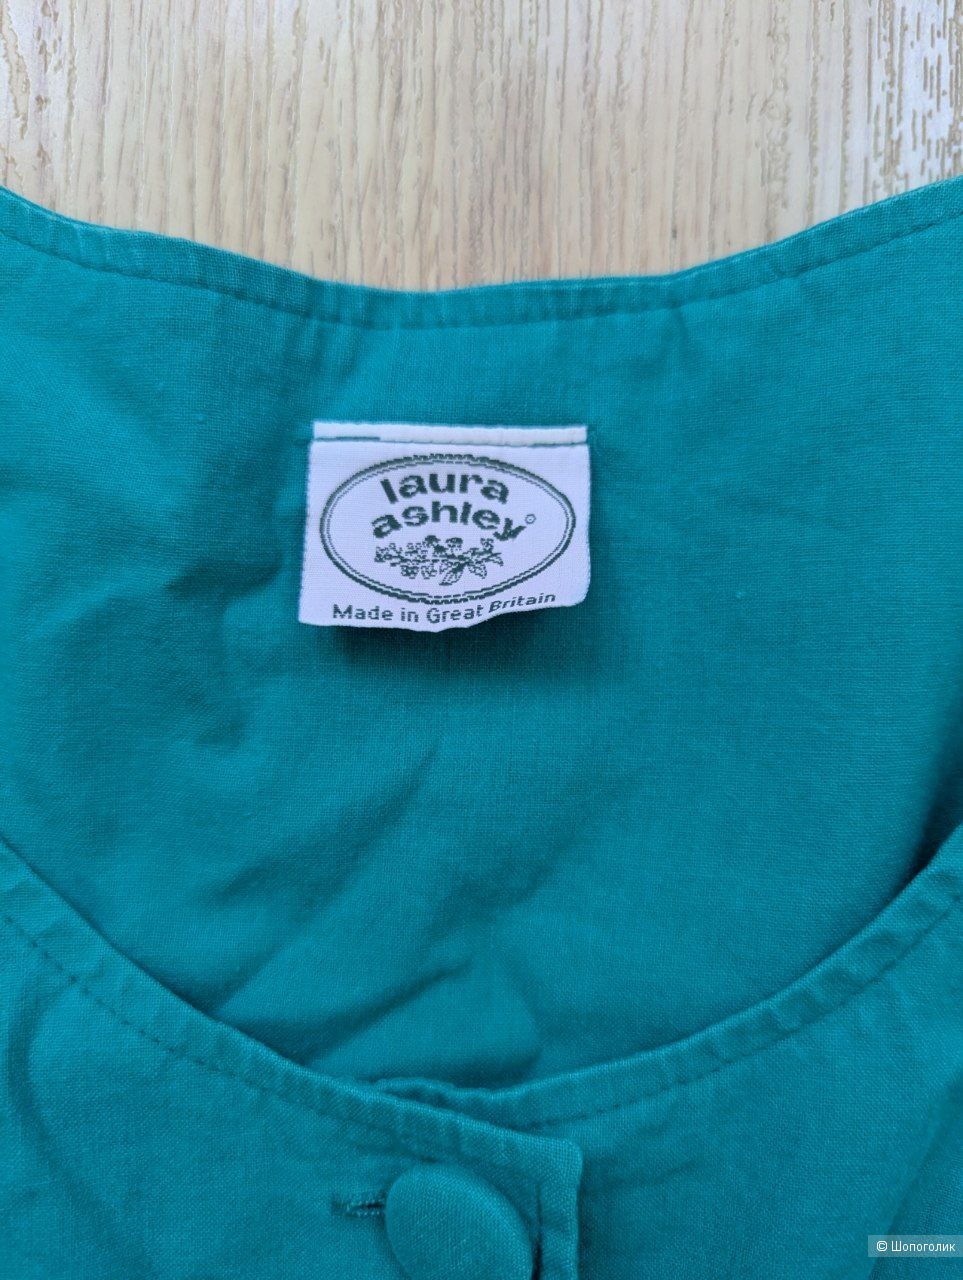 laura
ashley®
Made in Great Britain
© Шопоголик